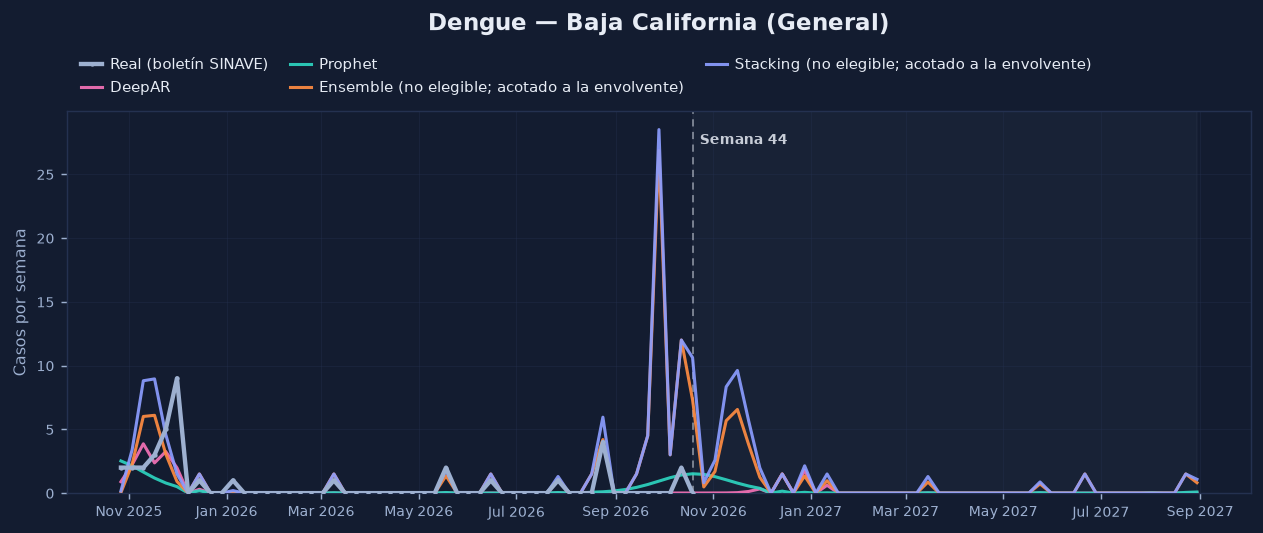 Dengue — Baja California (General)
Real (boletín SINAVE)
Prophet
Stacking (no elegible; acotado a la envolvente)
DeepAR
Ensemble (no elegible; acotado a la envolvente)
Semana 44
Casos por semana
25
20
15
10
5
0
Nov 2025
Jan 2026
Mar 2026
May 2026
Jul 2026
Sep 2026
Nov 2026
Jan 2027
Mar 2027
May 2027
Jul 2027
Sep 2027